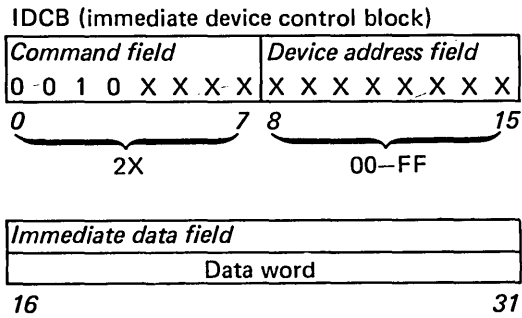 IDCB (immediate device control block)
Command field Device address field
0 0 1 0 X X X X X X X X X X X X
0 7 8 15
2X 00–FF
Immediate data field
Data word
16 31